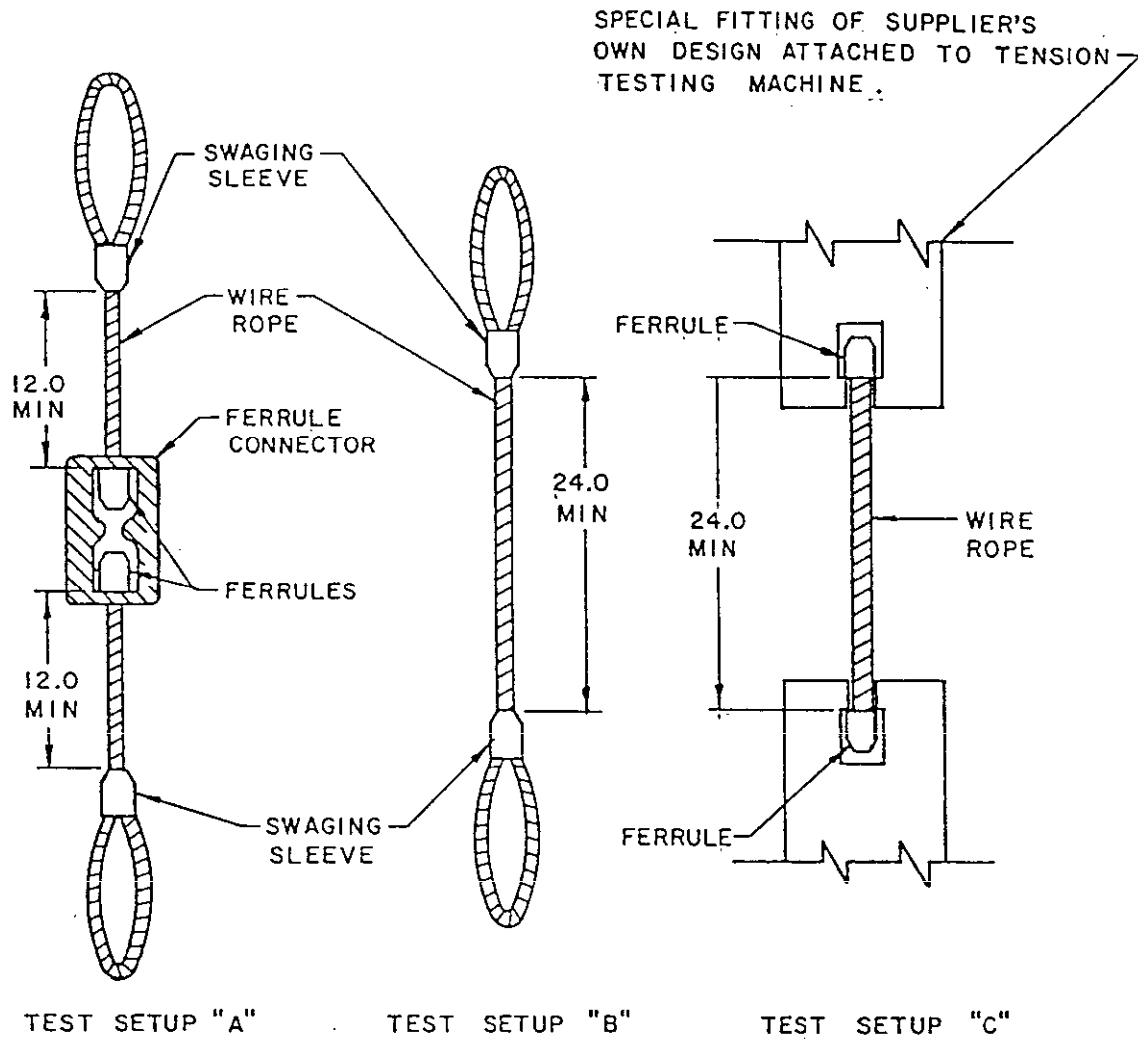 SPECIAL FITTING OF SUPPLIER'S
OWN DESIGN ATTACHED TO TENSION
TESTING MACHINE.
SWAGING
SLEEVE
WIRE
ROPE
FERRULE
12.0
MIN
FERRULE
CONNECTOR
24.0
MIN
24.0
MIN
WIRE
ROPE
FERRULES
12.0
MIN
SWAGING
SLEEVE
FERRULE
TEST SETUP "A"
TEST SETUP "B"
TEST SETUP "C"